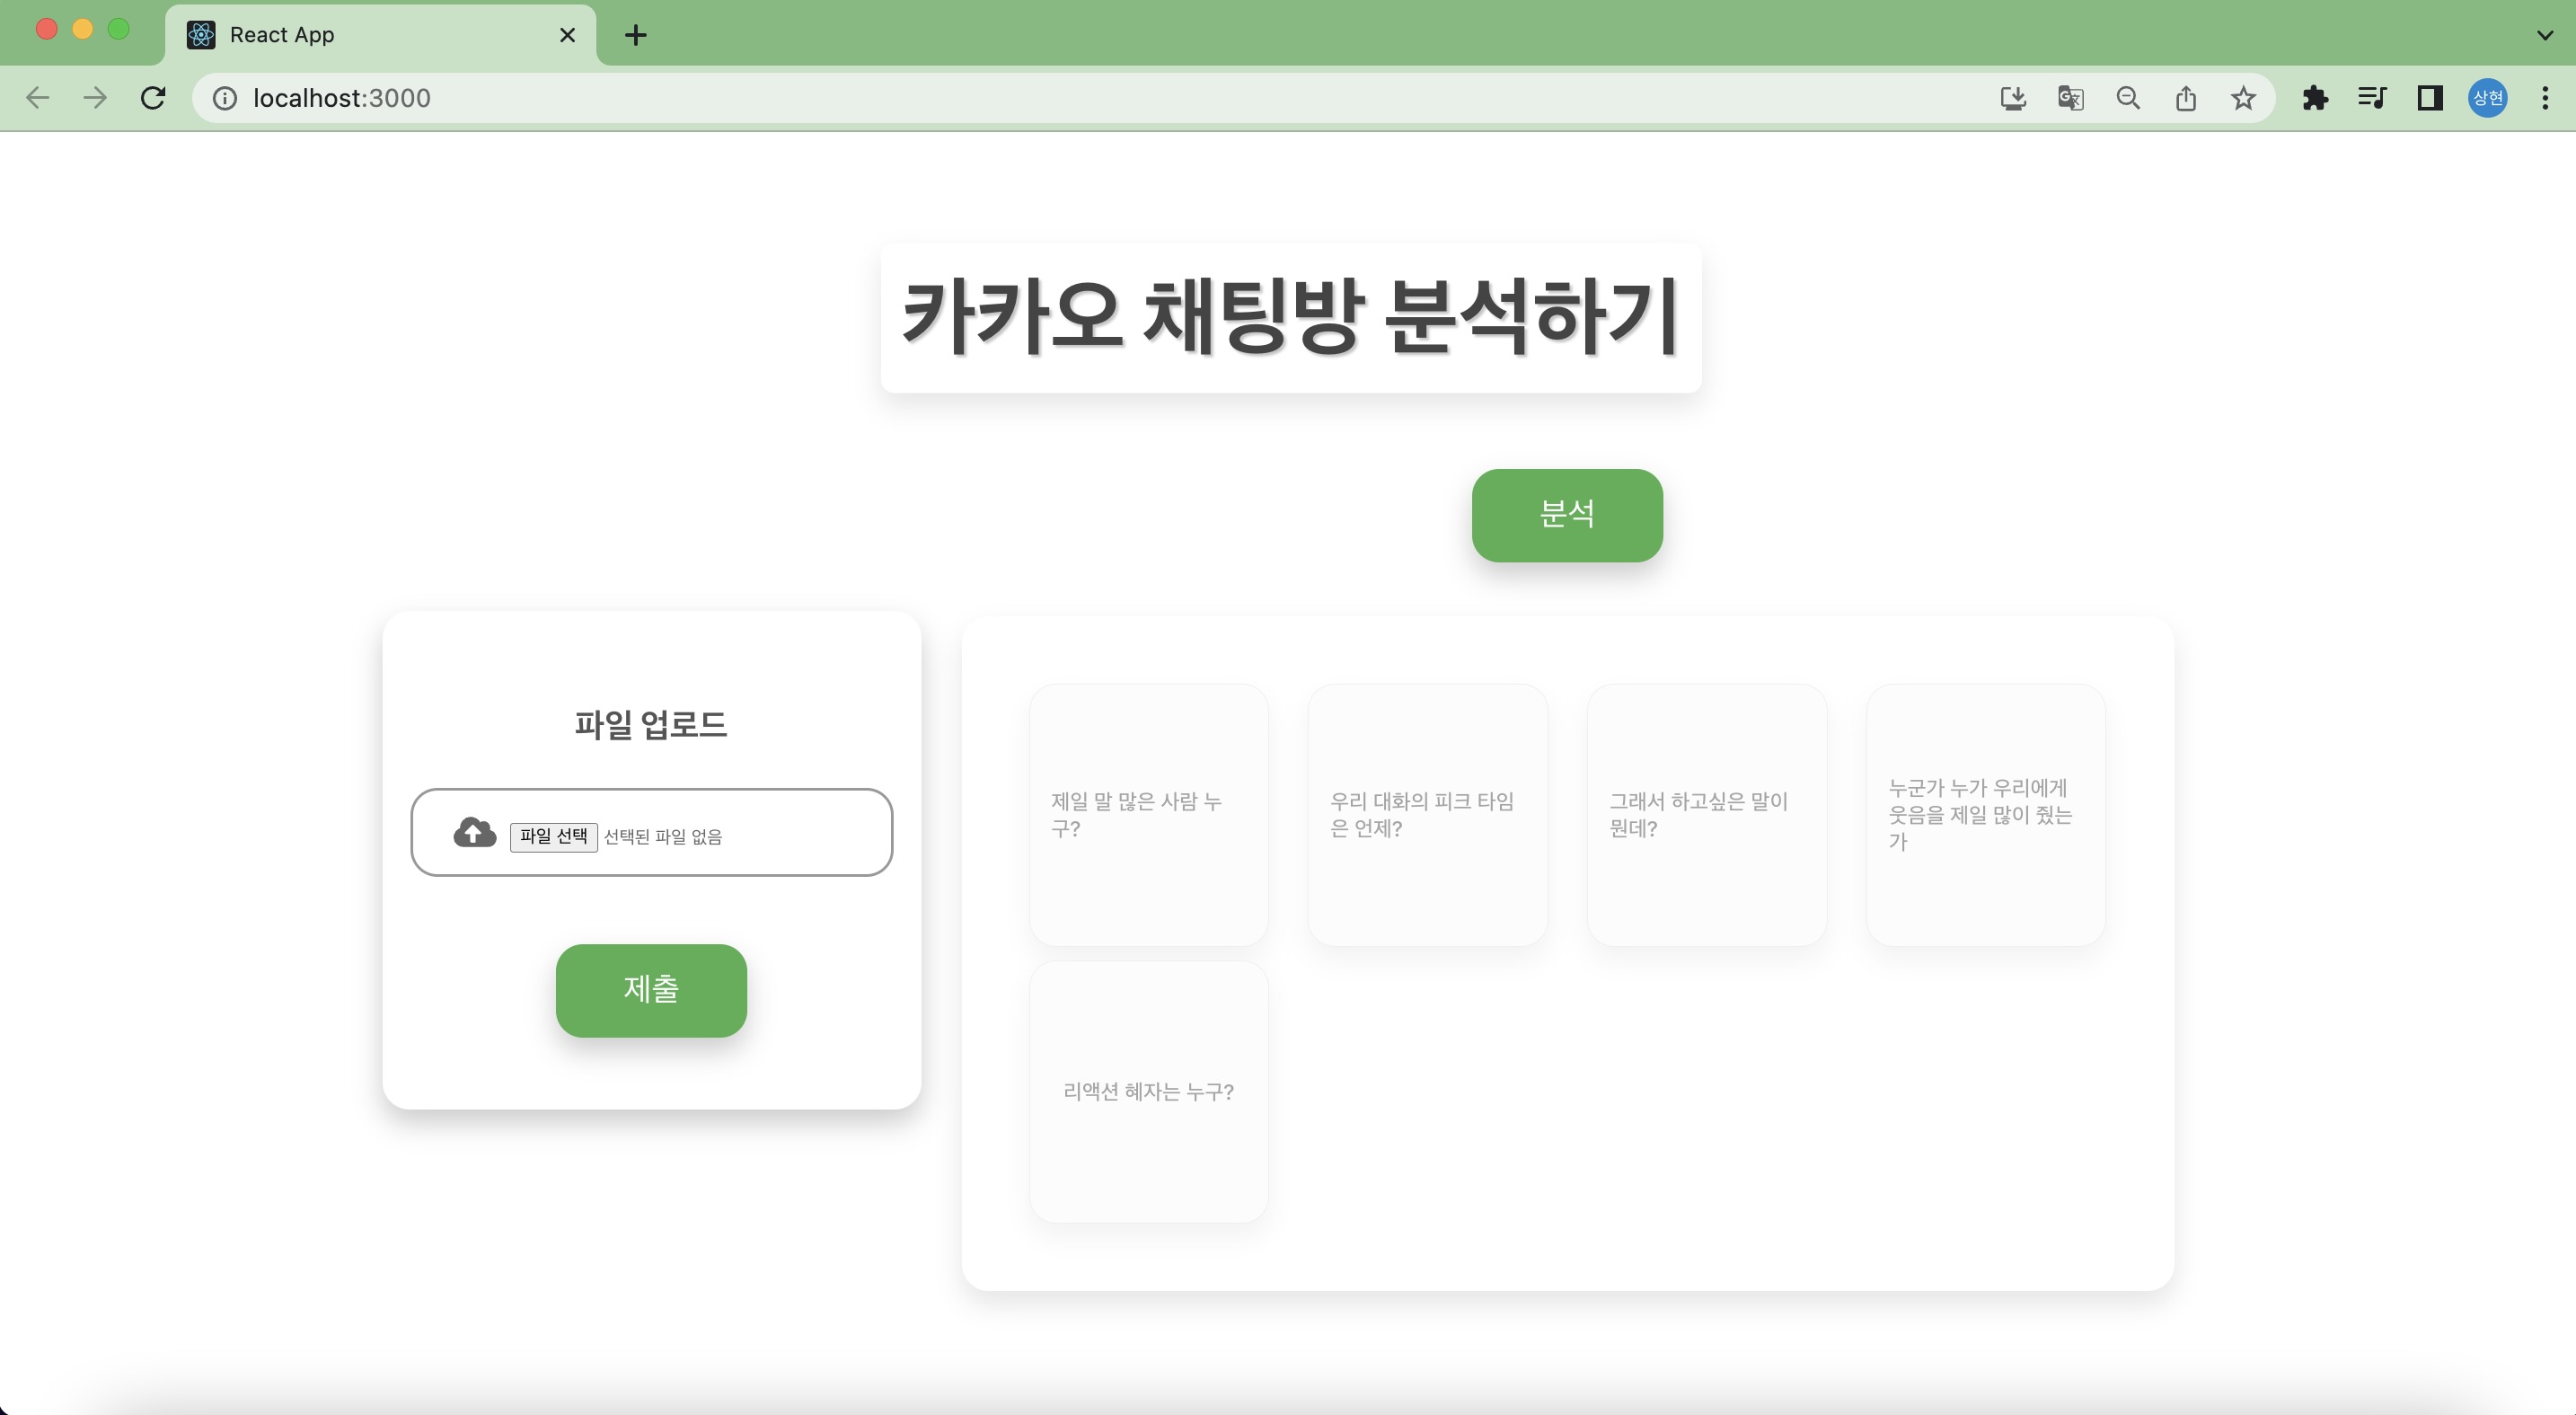 React App
localhost:3000
상현
카카오 채팅방 분석하기
분석
파일 업로드
파일 선택 선택된 파일 없음
제출
제일 말 많은 사람 누
구?
우리 대화의 피크 타임
은 언제?
그래서 하고싶은 말이
뭔데?
누군가 누가 우리에게
웃음을 제일 많이 줬는
가
리액션 혜자는 누구?